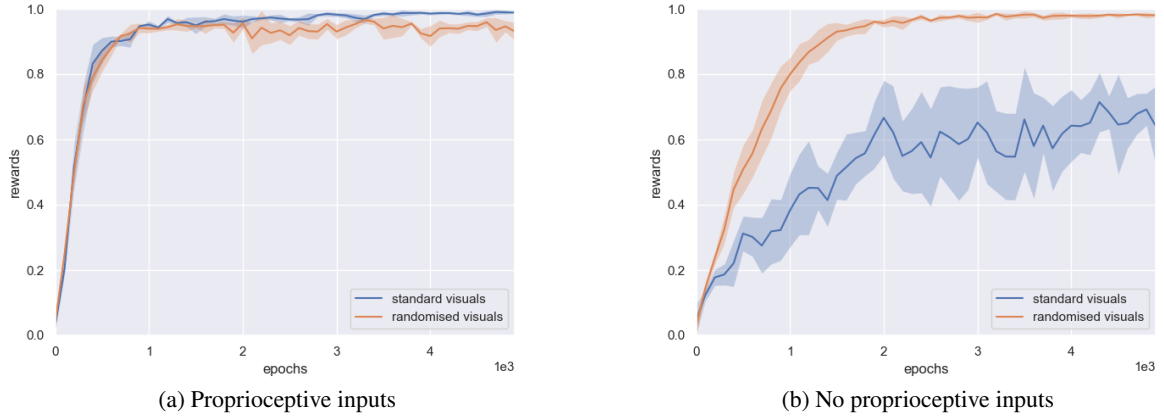 1.0
0.8
0.6
0.4
0.2
0.0
rewards
0
1
2
3
4
1e3
epochs
standard visuals
randomised visuals
(a) Proprioceptive inputs
1.0
0.8
0.6
0.4
0.2
0.0
rewards
0
1
2
3
4
1e3
epochs
standard visuals
randomised visuals
(b) No proprioceptive inputs